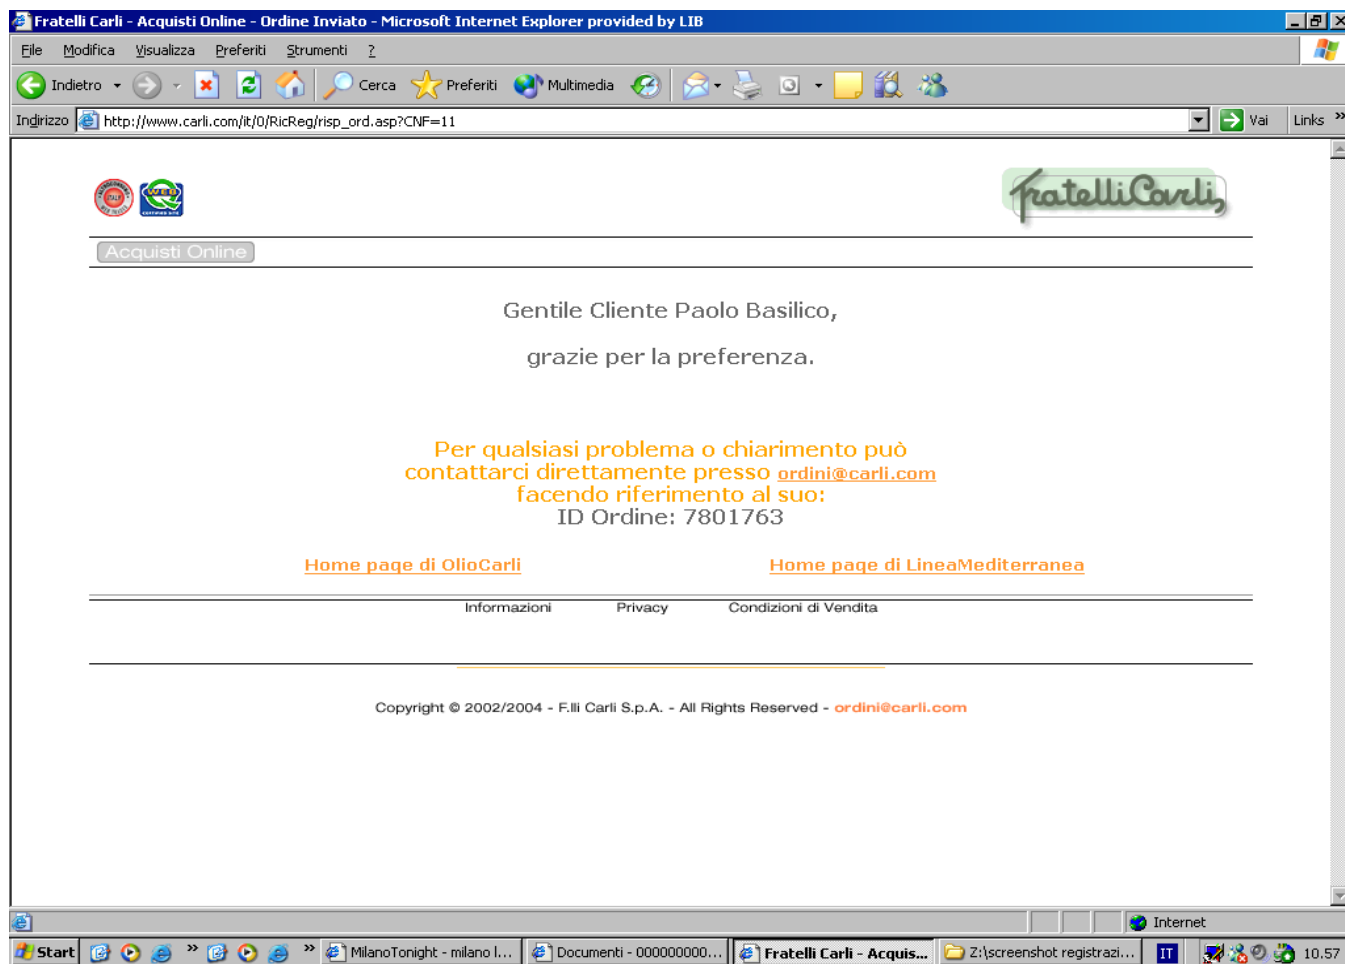 Fratelli Carli - Acquisti Online - Ordine Inviato - Microsoft Internet Explorer provided by LIB
File Modifica Visualizza Preferiti Strumenti ?
Indietro Cerca Preferiti Multimedia
Indirizzo http://www.carli.com/it/0/RicReg/risp_ord.asp?CNF=11 Vai Links »
WEB Q fratelliCarli
Acquisti Online
Gentile Cliente Paolo Basilico,
grazie per la preferenza.
Per qualsiasi problema o chiarimento può
contattarci direttamente presso ordini@carli.com
facendo riferimento al suo:
ID Ordine: 7801763
Home page di OlioCarli Home page di LineaMediterranea
Informazioni Privacy Condizioni di Vendita
Copyright © 2002/2004 - F.lli Carli S.p.A. - All Rights Reserved - ordini@carli.com
Internet
Start » » MilanoTonight - milano l... Documenti - 000000000... Fratelli Carli - Acquis... Z:\screenshot registrazi... IT 10.57